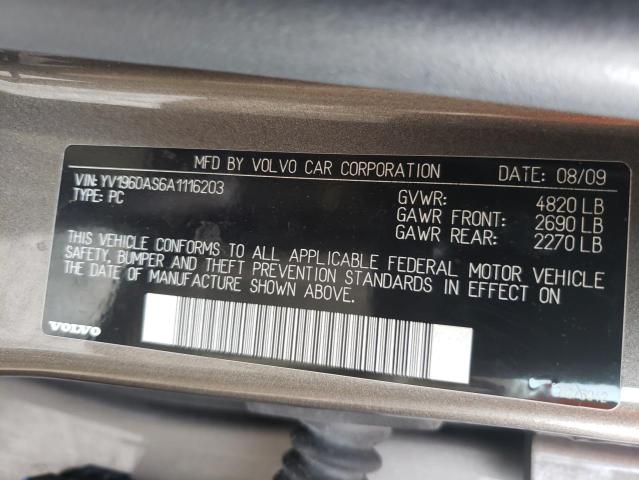 MFD BY VOLVO CAR CORPORATION DATE: 08/09
VIN: YV1960AS6A1116203
TYPE: PC
GVWR: 4820 LB
GAWR FRONT: 2690 LB
GAWR REAR: 2270 LB
THIS VEHICLE CONFORMS TO ALL APPLICABLE FEDERAL MOTOR VEHICLE
SAFETY, BUMPER AND THEFT PREVENTION STANDARDS IN EFFECT ON
THE DATE OF MANUFACTURE SHOWN ABOVE.
VOLVO